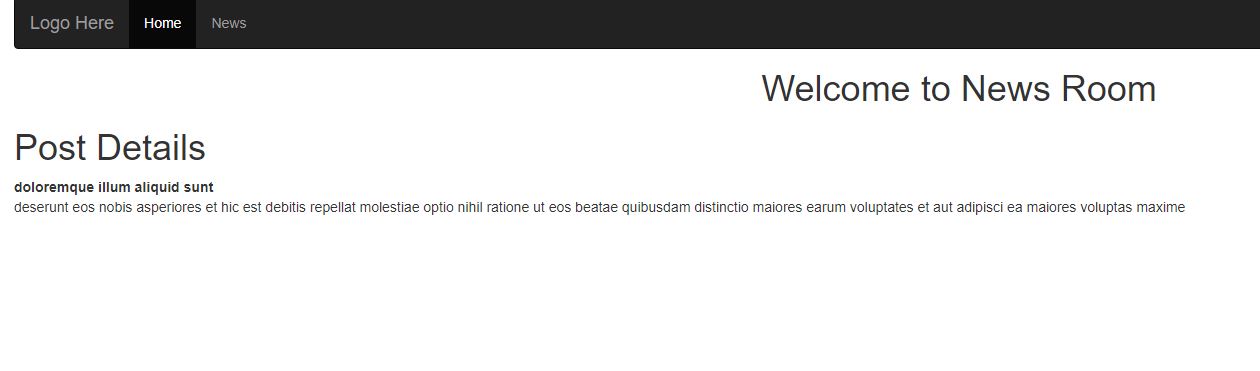 Logo Here Home News
Welcome to News Room
Post Details
doloremque illum aliquid sunt
deserunt eos nobis asperiores et hic est debitis repellat molestiae optio nihil ratione ut eos beatae quibusdam distinctio maiores earum voluptates et aut adipisci ea maiores voluptas maxime